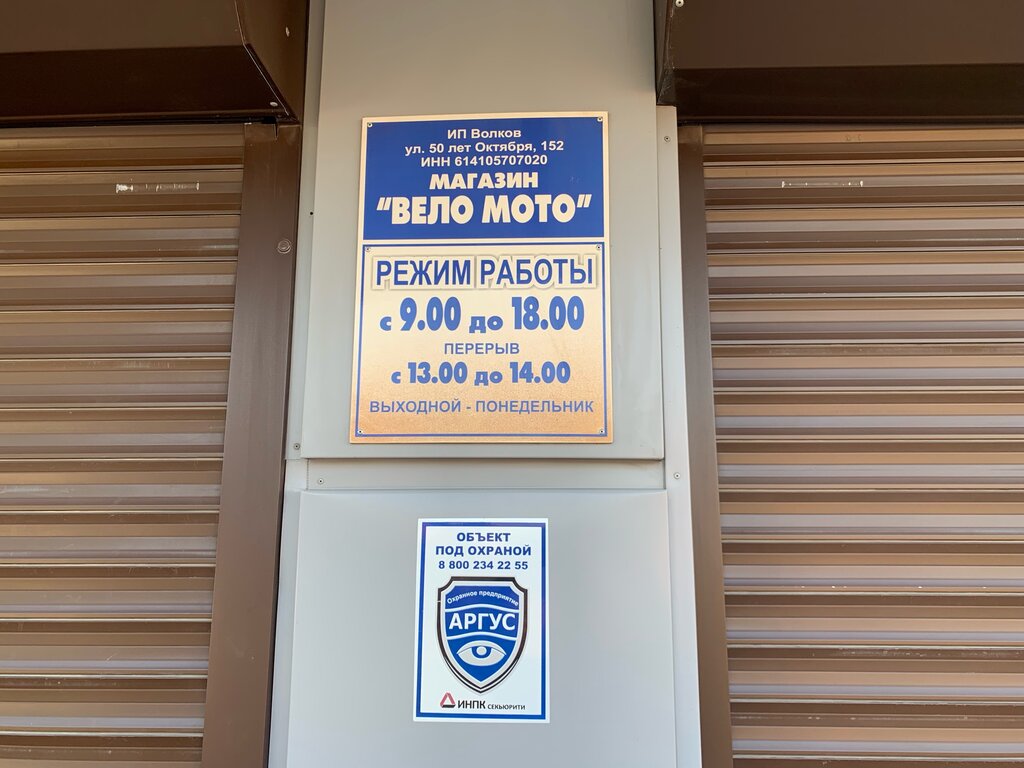 ИП Волков
ул. 50 лет Октября, 152
ИНН 614105707020
МАГАЗИН
"ВЕЛО МОТО"
РЕЖИМ РАБОТЫ
с 9.00 до 18.00
ПЕРЕРЫВ
с 13.00 до 14.00
ВЫХОДНОЙ - ПОНЕДЕЛЬНИК
ОБЪЕКТ
ПОД ОХРАНОЙ
8 800 234 22 55
Охранное предприятие
АРГУС
ИНПК СЕКЬЮРИТИ